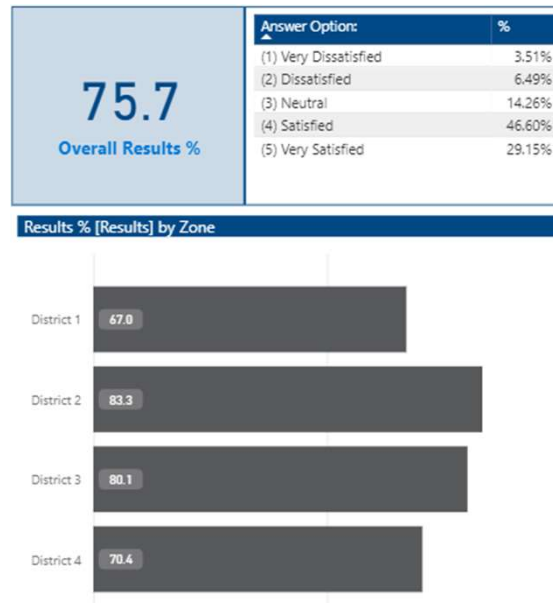 75.7
Overall Results %
Answer Option: %
(1) Very Dissatisfied 3.51%
(2) Dissatisfied 6.49%
(3) Neutral 14.26%
(4) Satisfied 46.60%
(5) Very Satisfied 29.15%
Results % [Results] by Zone
District 1 67.0
District 2 83.3
District 3 80.1
District 4 70.4